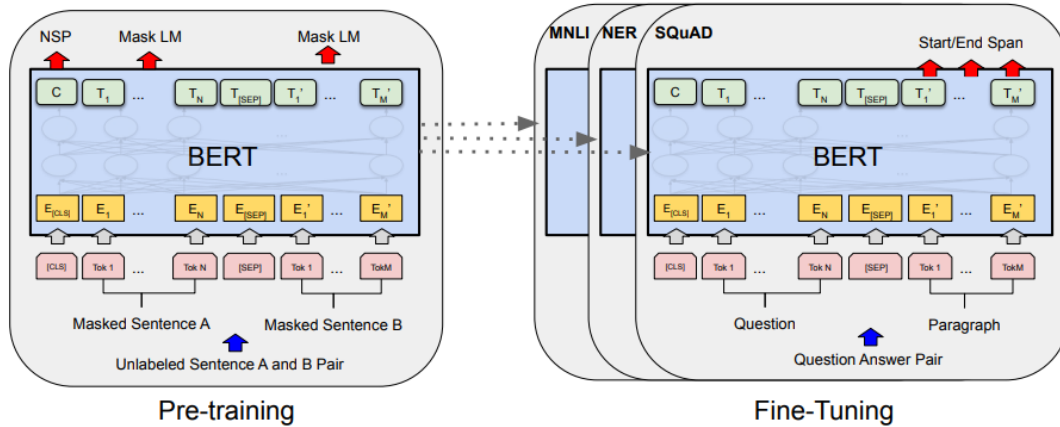 NSP Mask LM Mask LM
C T1 ... TN T[SEP] T1' ... TM'
...
BERT
...
E[CLS] E1 ... EN E[SEP] E1' ... EM'
[CLS] Tok 1 ... Tok N [SEP] Tok 1 ... TokM
Masked Sentence A Masked Sentence B
Unlabeled Sentence A and B Pair
Pre-training
MNLI NER SQuAD
Start/End Span
C T1 ... TN T[SEP] T1' ... TM'
...
BERT
...
E[CLS] E1 ... EN E[SEP] E1' ... EM'
[CLS] Tok 1 ... Tok N [SEP] Tok 1 ... TokM
Question Paragraph
Question Answer Pair
Fine-Tuning